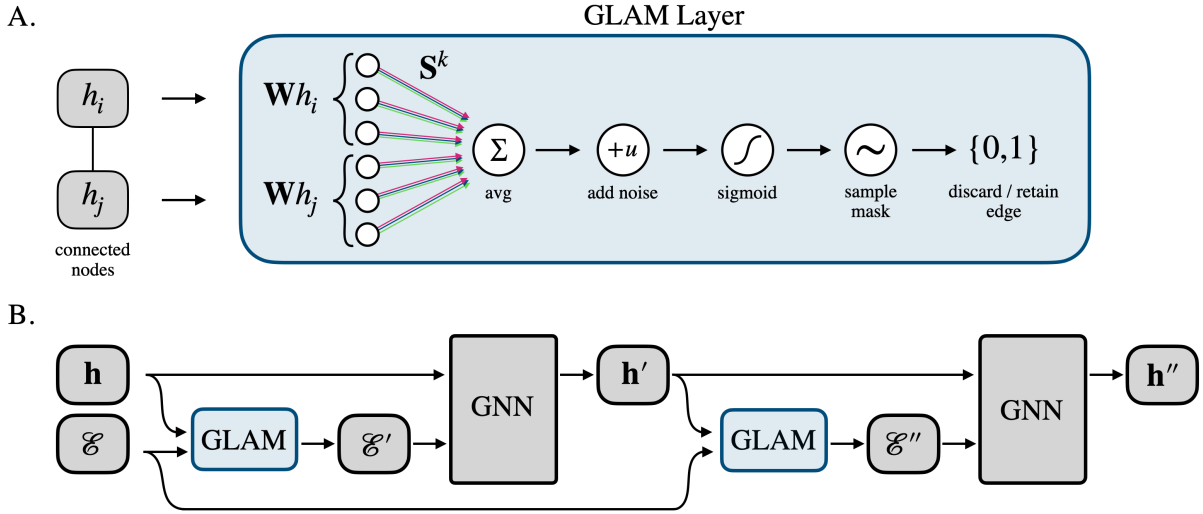 A.
GLAM Layer
h_i
h_j
connected
nodes
Wh_i
Wh_j
S^k
Σ
avg
+u
add noise
sigmoid
~
sample
mask
{0,1}
discard / retain
edge
B.
h
ℰ
GLAM
ℰ′
GNN
h′
GLAM
ℰ″
GNN
h″